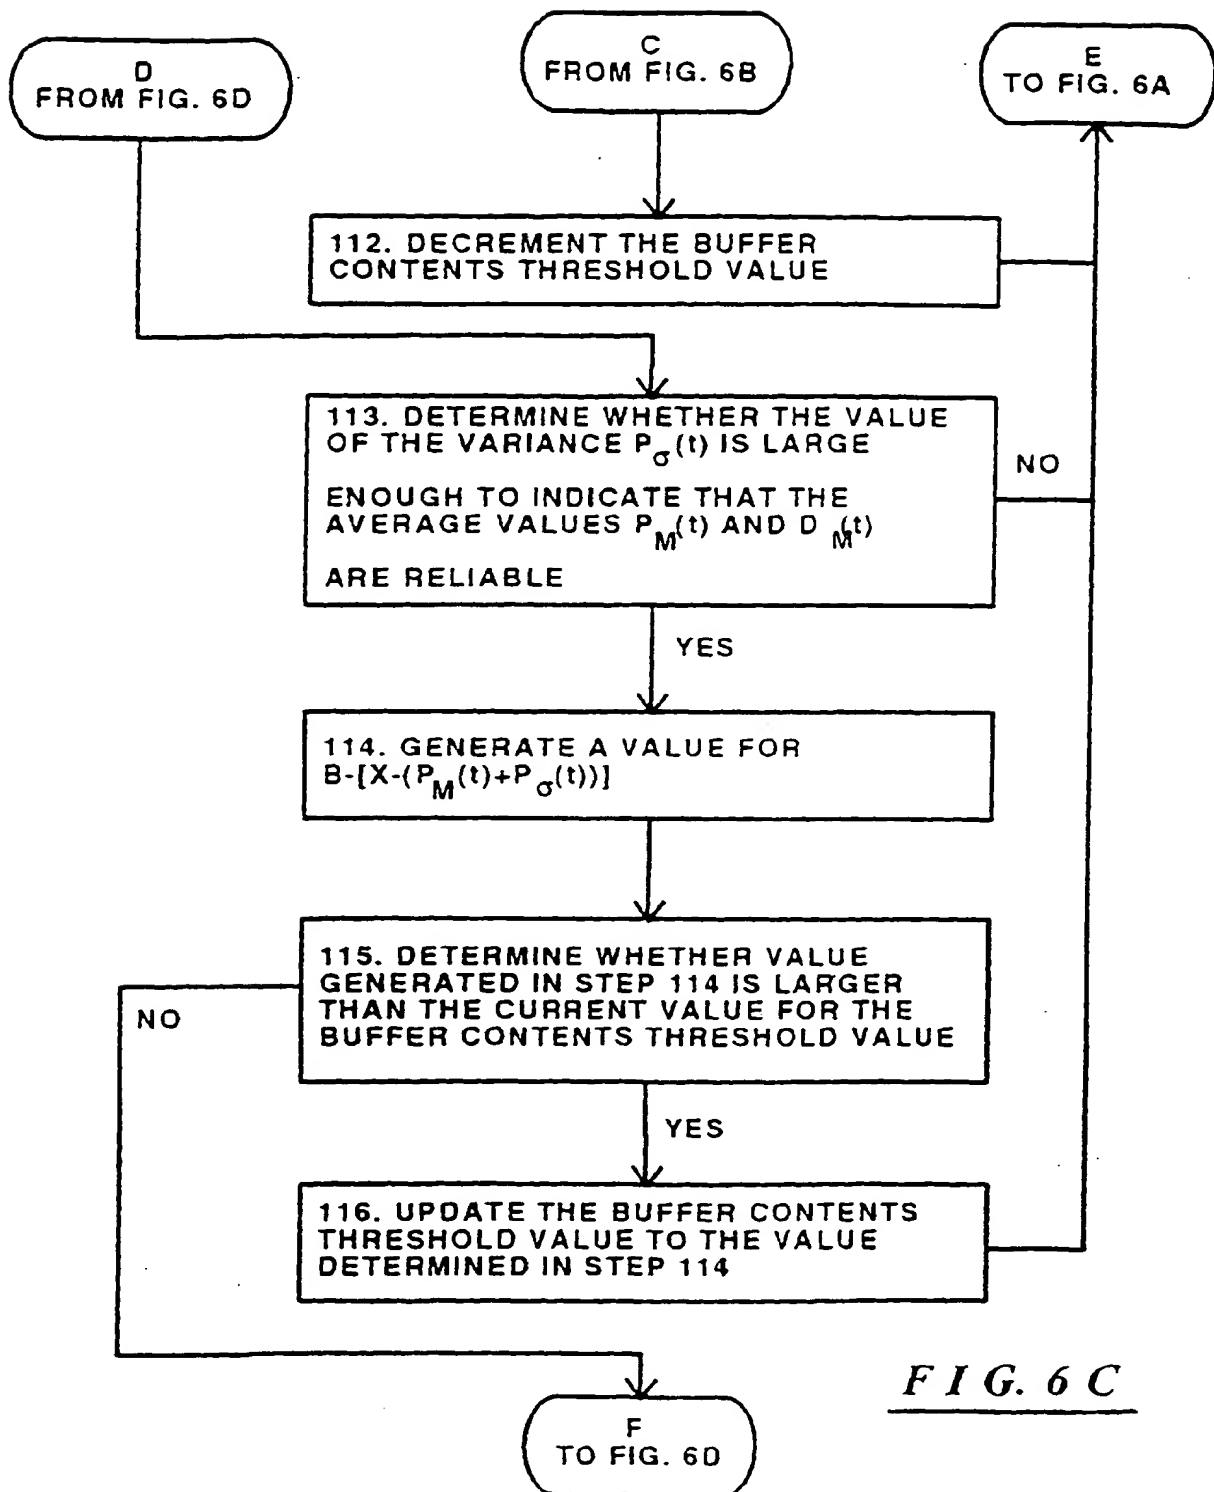 D
FROM FIG. 6D
C
FROM FIG. 6B
E
TO FIG. 6A
112. DECREMENT THE BUFFER
CONTENTS THRESHOLD VALUE
113. DETERMINE WHETHER THE VALUE
OF THE VARIANCE Pσ(t) IS LARGE
ENOUGH TO INDICATE THAT THE
AVERAGE VALUES PM(t) AND DM(t)
ARE RELIABLE
NO
YES
114. GENERATE A VALUE FOR
B-[X-(PM(t)+Pσ(t))]
115. DETERMINE WHETHER VALUE
GENERATED IN STEP 114 IS LARGER
THAN THE CURRENT VALUE FOR THE
BUFFER CONTENTS THRESHOLD VALUE
NO
YES
116. UPDATE THE BUFFER CONTENTS
THRESHOLD VALUE TO THE VALUE
DETERMINED IN STEP 114
F
TO FIG. 6D
FIG. 6C